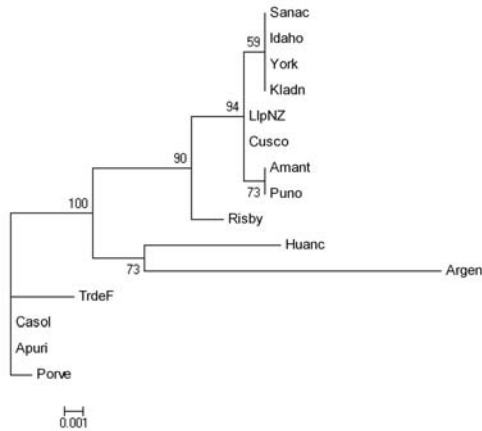 Sanac
59
Idaho
York
Kladn
94
LlpNZ
Cusco
Amant
90
73
Puno
100
Risby
Huanc
73
Argen
TrdeF
Casol
Apuri
Porve
0.001